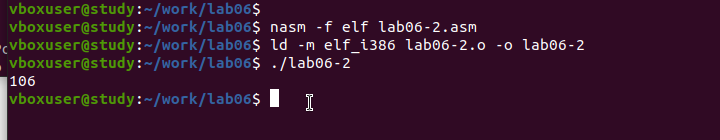 vboxuser@study:~/work/lab06$
vboxuser@study:~/work/lab06$ nasm -f elf lab06-2.asm
vboxuser@study:~/work/lab06$ ld -m elf_i386 lab06-2.o -o lab06-2
vboxuser@study:~/work/lab06$ ./lab06-2
106
vboxuser@study:~/work/lab06$